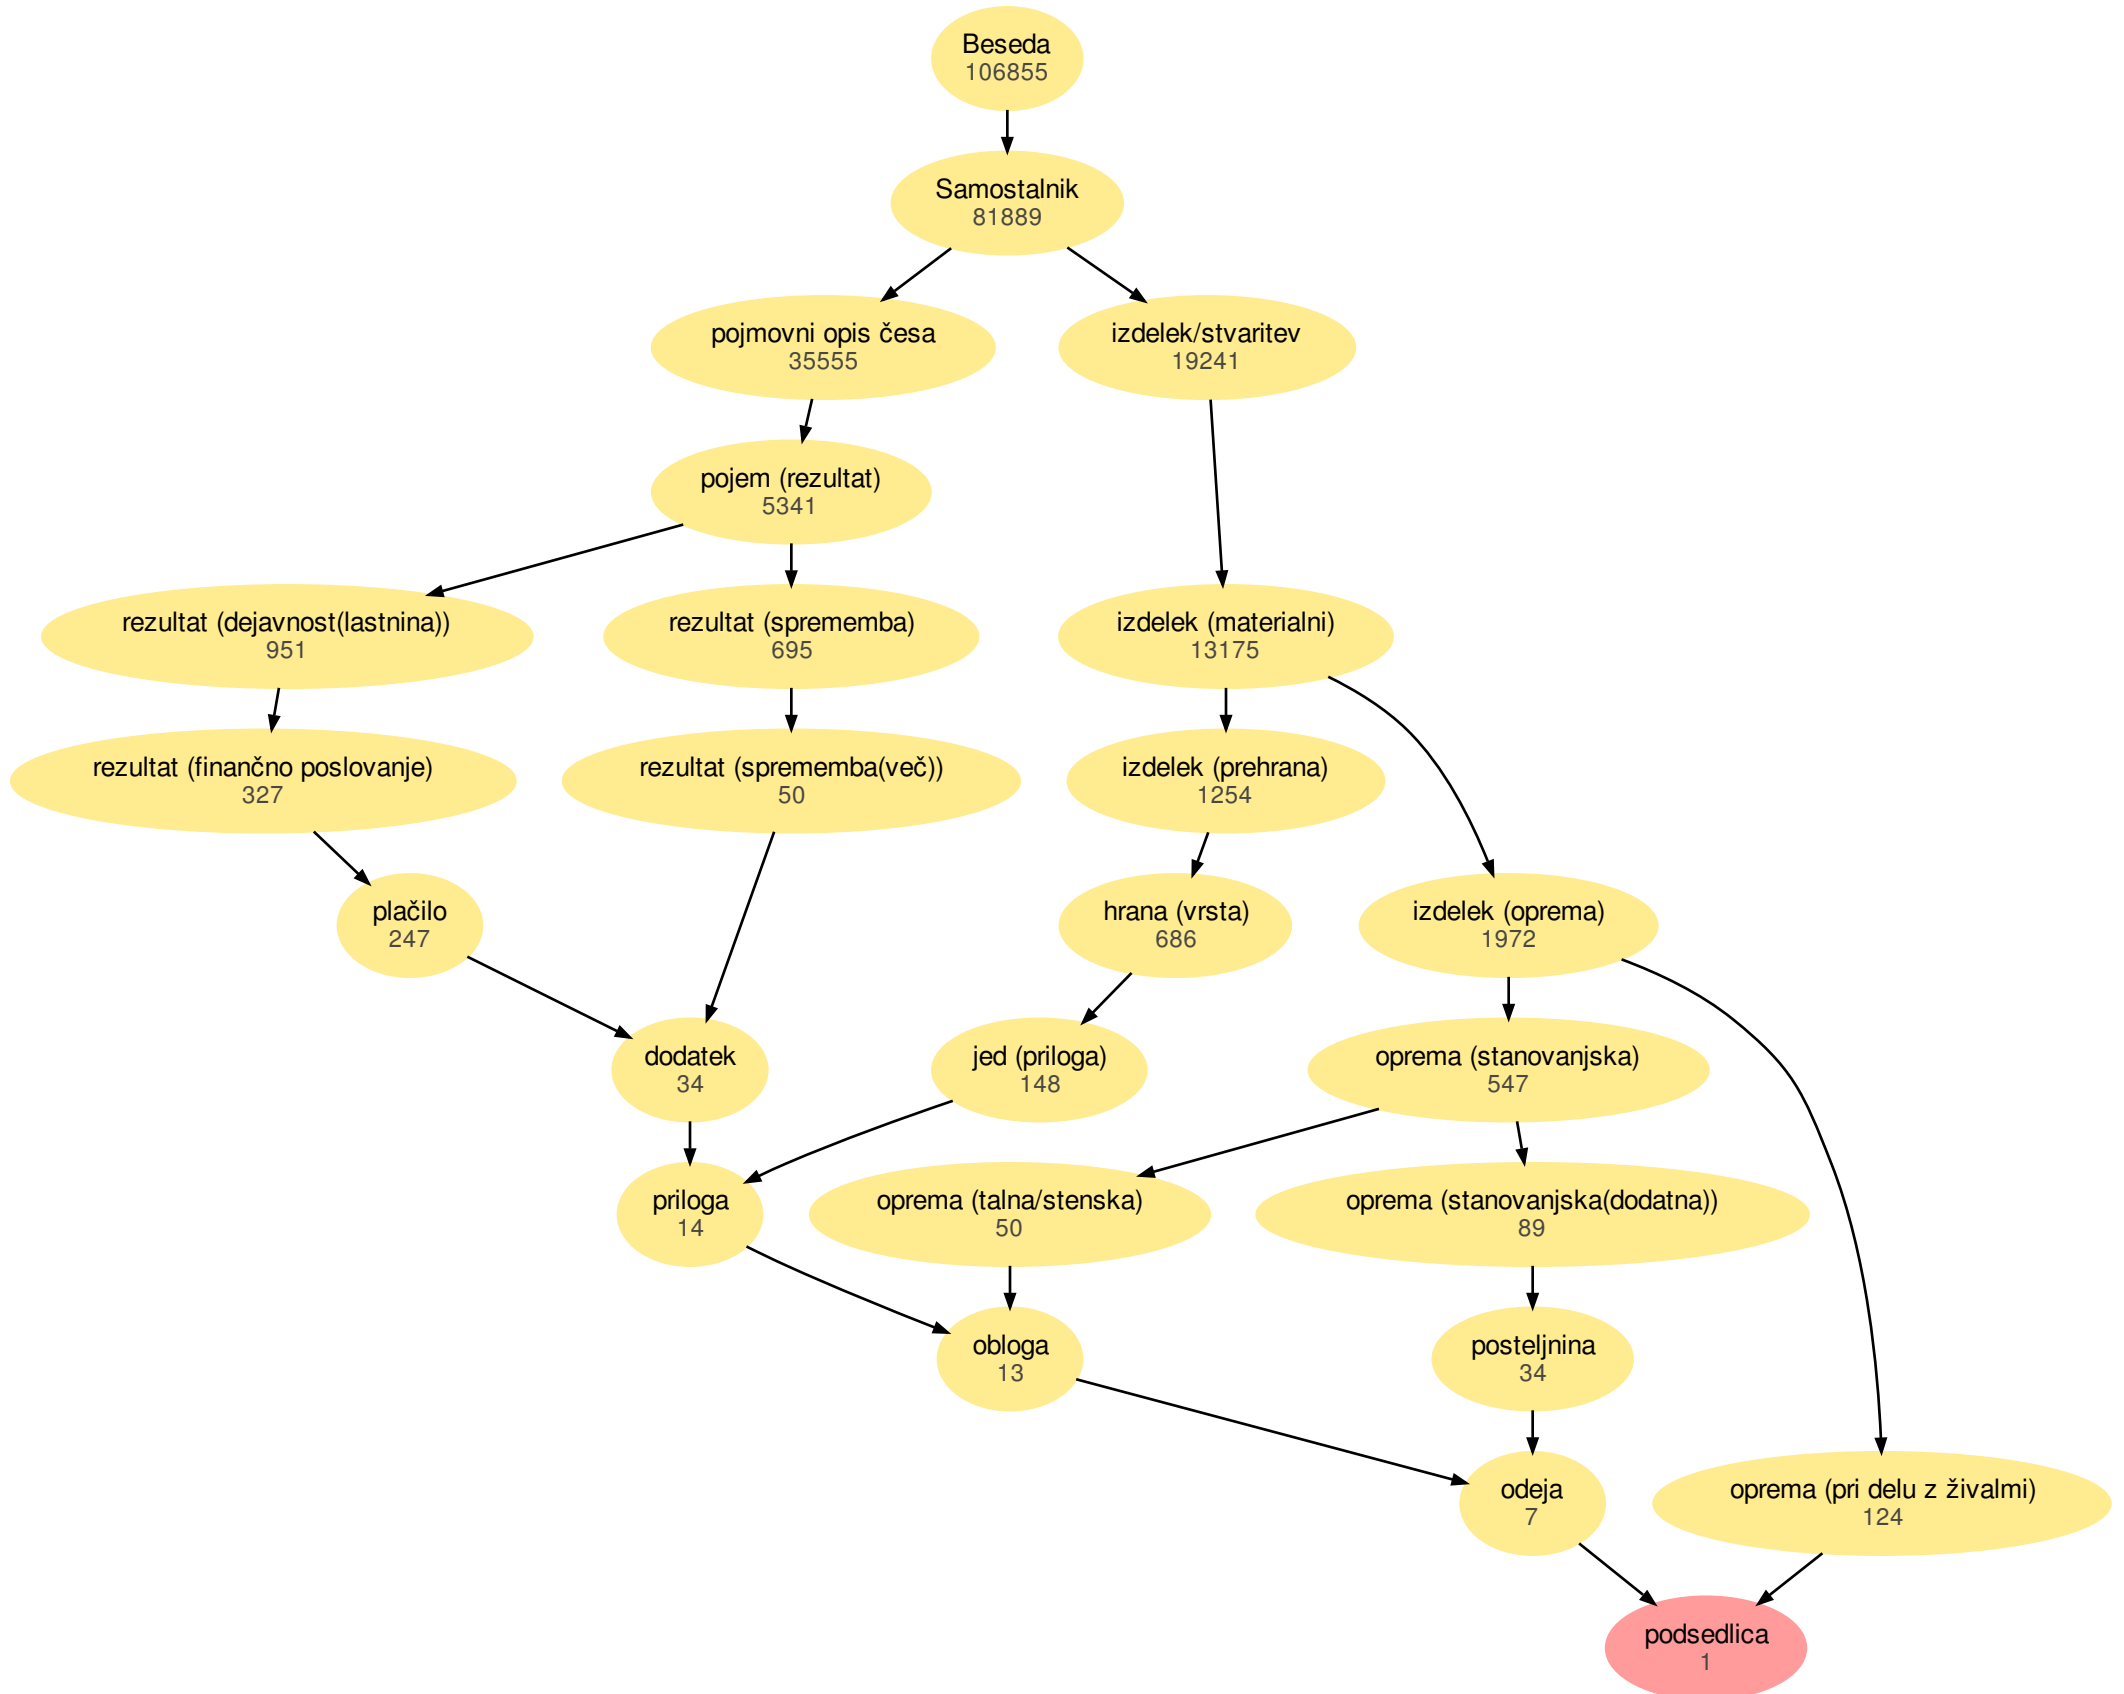 Beseda
106855
Samostalnik
81889
pojmovni opis česa
35555
izdelek/stvaritev
19241
pojem (rezultat)
5341
rezultat (dejavnost(lastnina))
951
rezultat (sprememba)
695
izdelek (materialni)
13175
rezultat (finančno poslovanje)
327
rezultat (sprememba(več))
50
izdelek (prehrana)
1254
plačilo
247
hrana (vrsta)
686
izdelek (oprema)
1972
dodatek
34
jed (priloga)
148
oprema (stanovanjska)
547
priloga
14
oprema (talna/stenska)
50
oprema (stanovanjska(dodatna))
89
obloga
13
posteljnina
34
odeja
7
oprema (pri delu z živalmi)
124
podsedlica
1